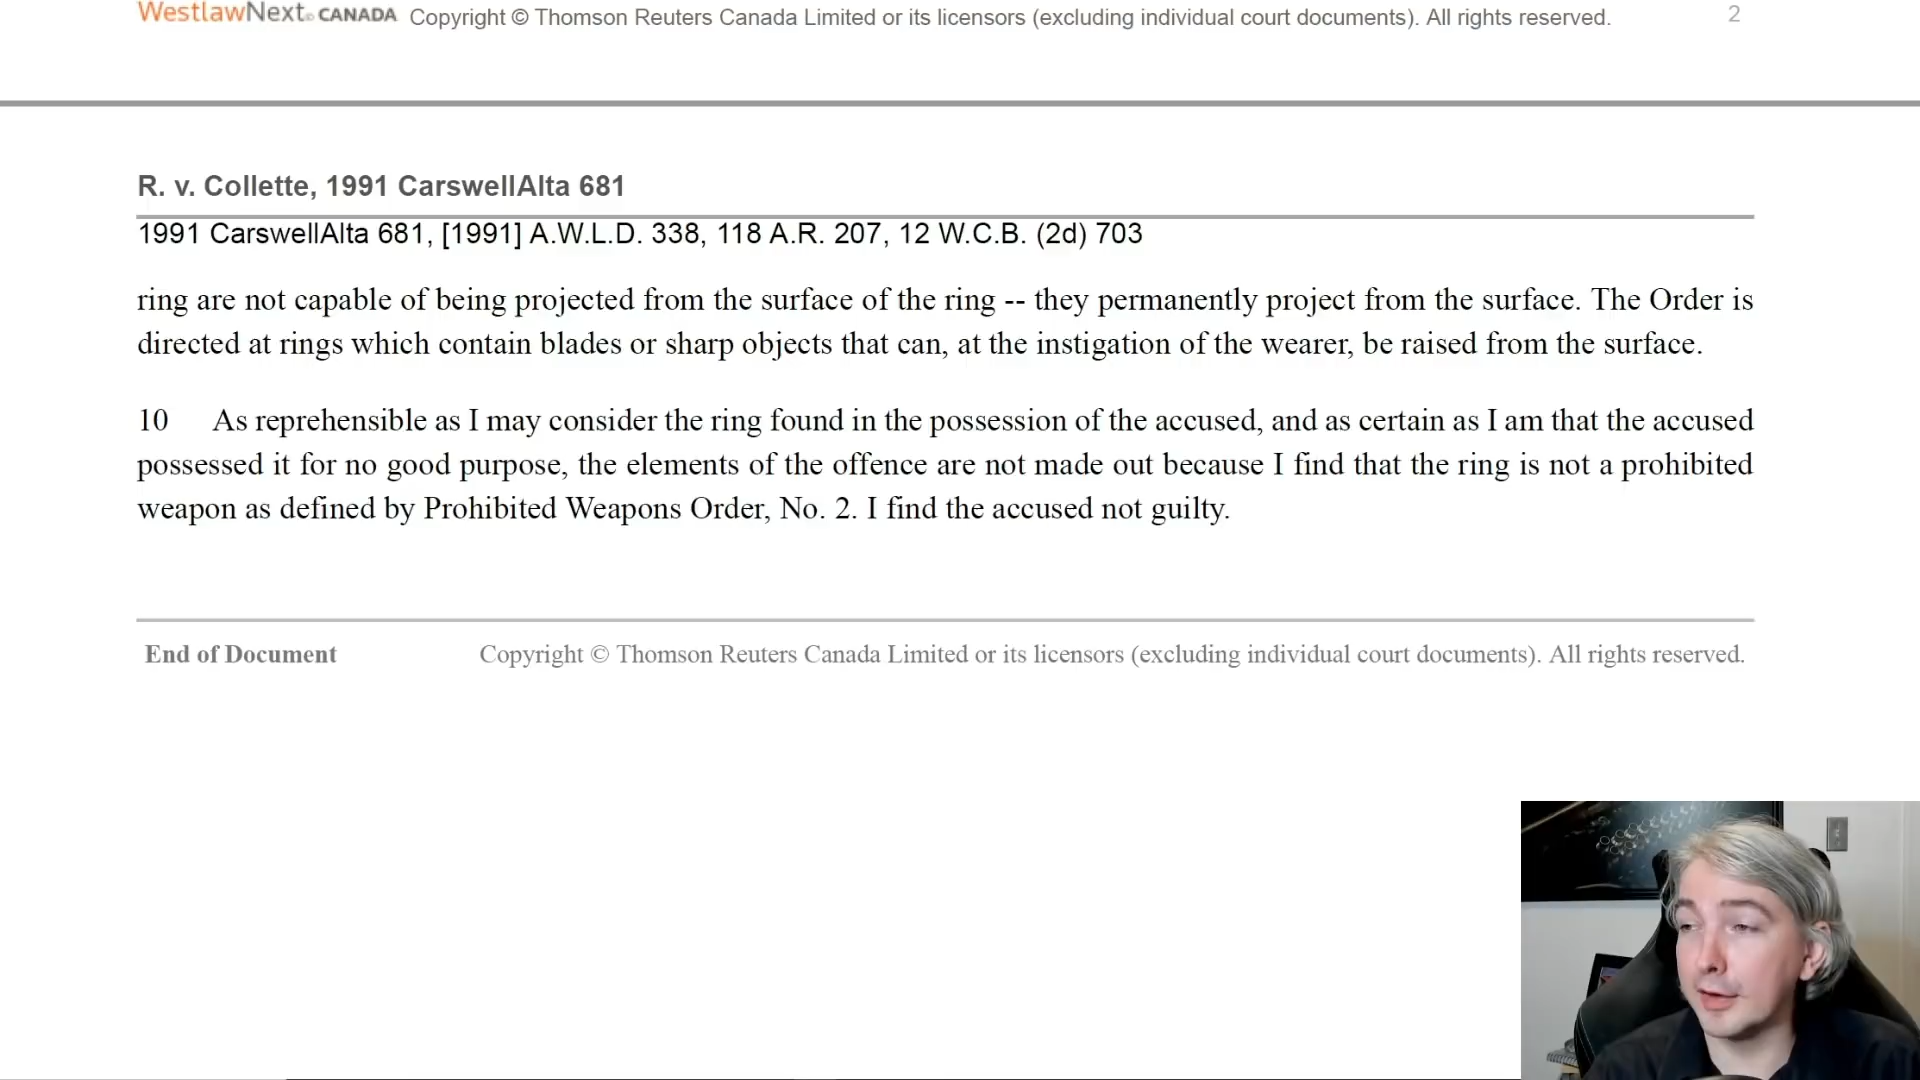 WestlawNext CANADA Copyright © Thomson Reuters Canada Limited or its licensors (excluding individual court documents). All rights reserved. 2
R. v. Collette, 1991 CarswellAlta 681
1991 CarswellAlta 681, [1991] A.W.L.D. 338, 118 A.R. 207, 12 W.C.B. (2d) 703
ring are not capable of being projected from the surface of the ring -- they permanently project from the surface. The Order is
directed at rings which contain blades or sharp objects that can, at the instigation of the wearer, be raised from the surface.
10 As reprehensible as I may consider the ring found in the possession of the accused, and as certain as I am that the accused
possessed it for no good purpose, the elements of the offence are not made out because I find that the ring is not a prohibited
weapon as defined by Prohibited Weapons Order, No. 2. I find the accused not guilty.
End of Document Copyright © Thomson Reuters Canada Limited or its licensors (excluding individual court documents). All rights reserved.